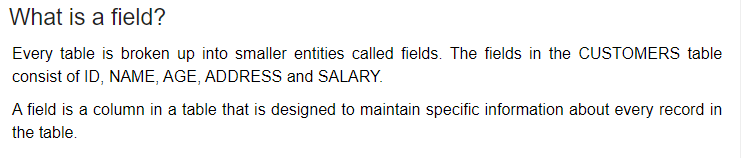 What is a field?
Every table is broken up into smaller entities called fields. The fields in the CUSTOMERS table
consist of ID, NAME, AGE, ADDRESS and SALARY.
A field is a column in a table that is designed to maintain specific information about every record in
the table.